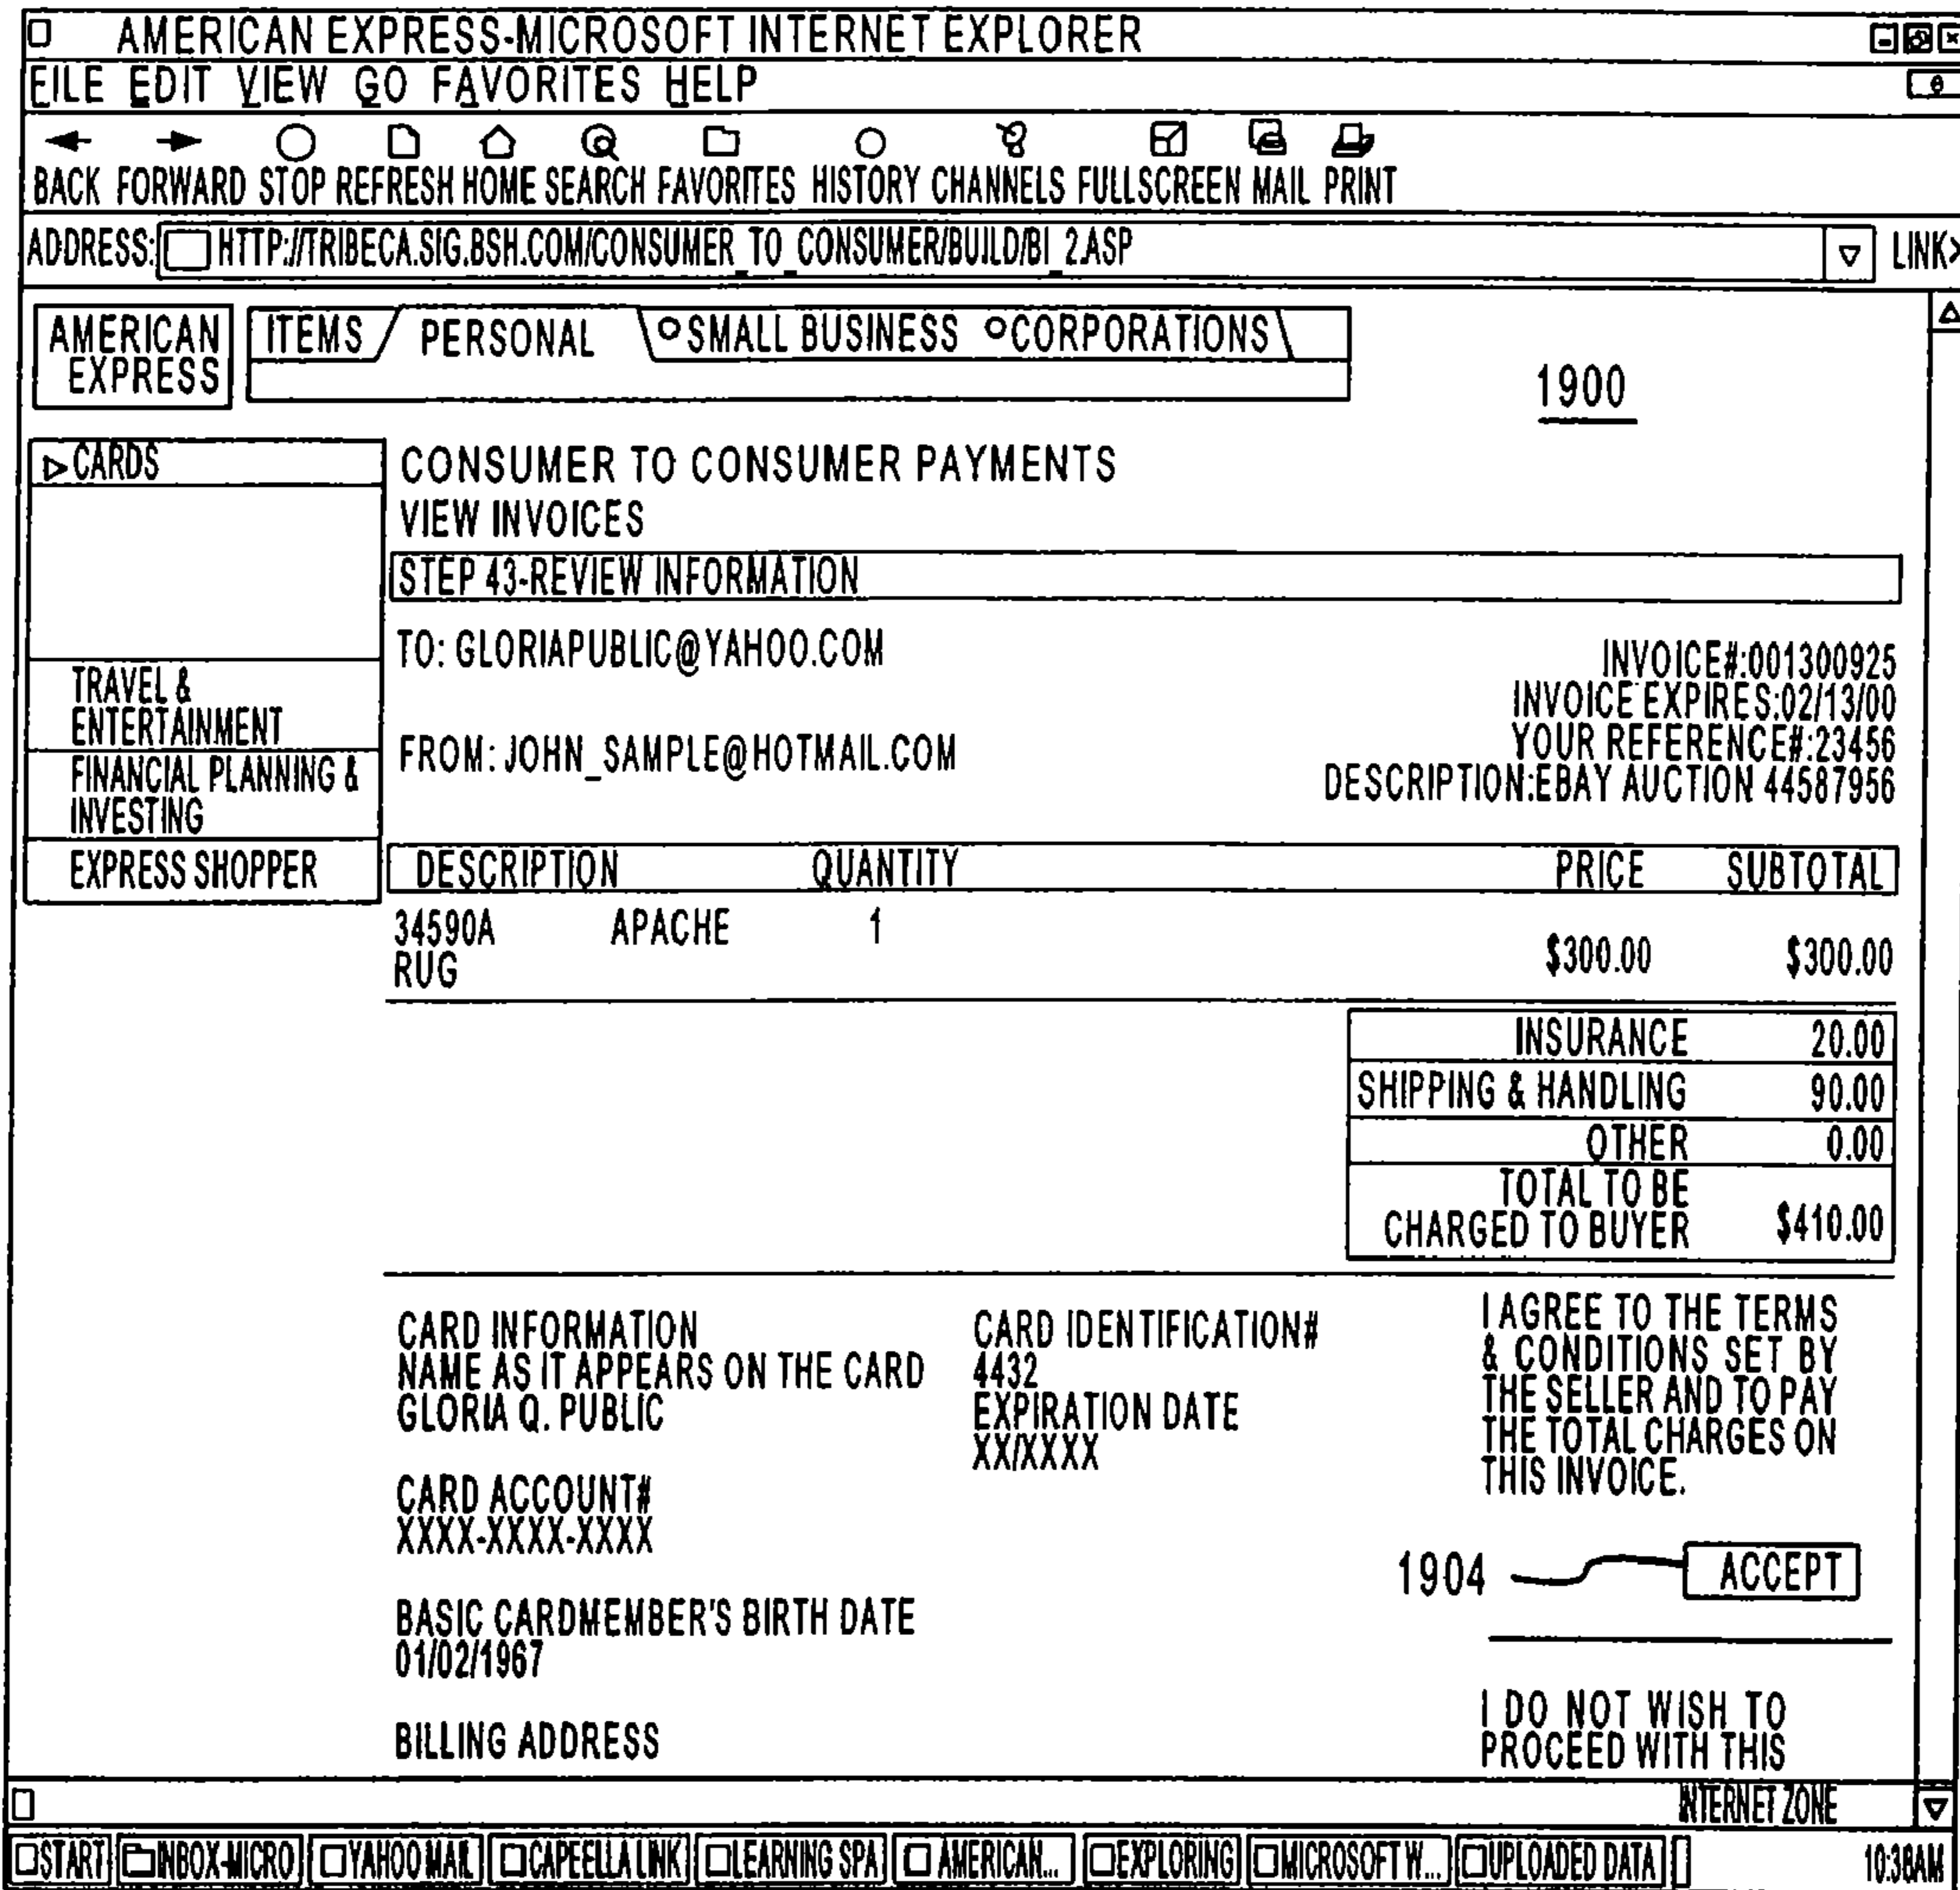 AMERICAN EXPRESS-MICROSOFT INTERNET EXPLORER
FILE EDIT VIEW GO FAVORITES HELP
BACK FORWARD STOP REFRESH HOME SEARCH FAVORITES HISTORY CHANNELS FULLSCREEN MAIL PRINT
ADDRESS: HTTP://TRIBECA.SIG.BSH.COM/CONSUMER_TO_CONSUMER/BUILD/BI_2.ASP LINK>
AMERICAN EXPRESS
ITEMS PERSONAL SMALL BUSINESS CORPORATIONS
1900
CARDS
TRAVEL &
ENTERTAINMENT
FINANCIAL PLANNING &
INVESTING
EXPRESS SHOPPER
CONSUMER TO CONSUMER PAYMENTS
VIEW INVOICES
STEP 43-REVIEW INFORMATION
TO: GLORIAPUBLIC@YAHOO.COM
FROM: JOHN_SAMPLE@HOTMAIL.COM
INVOICE#:001300925
INVOICE EXPIRES:02/13/00
YOUR REFERENCE#:23456
DESCRIPTION:EBAY AUCTION 44587956
DESCRIPTION QUANTITY PRICE SUBTOTAL
34590A APACHE 1
RUG $300.00 $300.00
INSURANCE 20.00
SHIPPING & HANDLING 90.00
OTHER 0.00
TOTAL TO BE
CHARGED TO BUYER $410.00
CARD INFORMATION
NAME AS IT APPEARS ON THE CARD
GLORIA Q. PUBLIC
CARD ACCOUNT#
XXXX-XXXX-XXXX
BASIC CARDMEMBER'S BIRTH DATE
01/02/1967
BILLING ADDRESS
CARD IDENTIFICATION#
4432
EXPIRATION DATE
XX/XXXX
I AGREE TO THE TERMS
& CONDITIONS SET BY
THE SELLER AND TO PAY
THE TOTAL CHARGES ON
THIS INVOICE.
1904 ACCEPT
I DO NOT WISH TO
PROCEED WITH THIS
INTERNET ZONE
START INBOX-MICRO YAHOO MAIL CAPEELLA LINK LEARNING SPA AMERICAN... EXPLORING MICROSOFT W... UPLOADED DATA 10:38AM